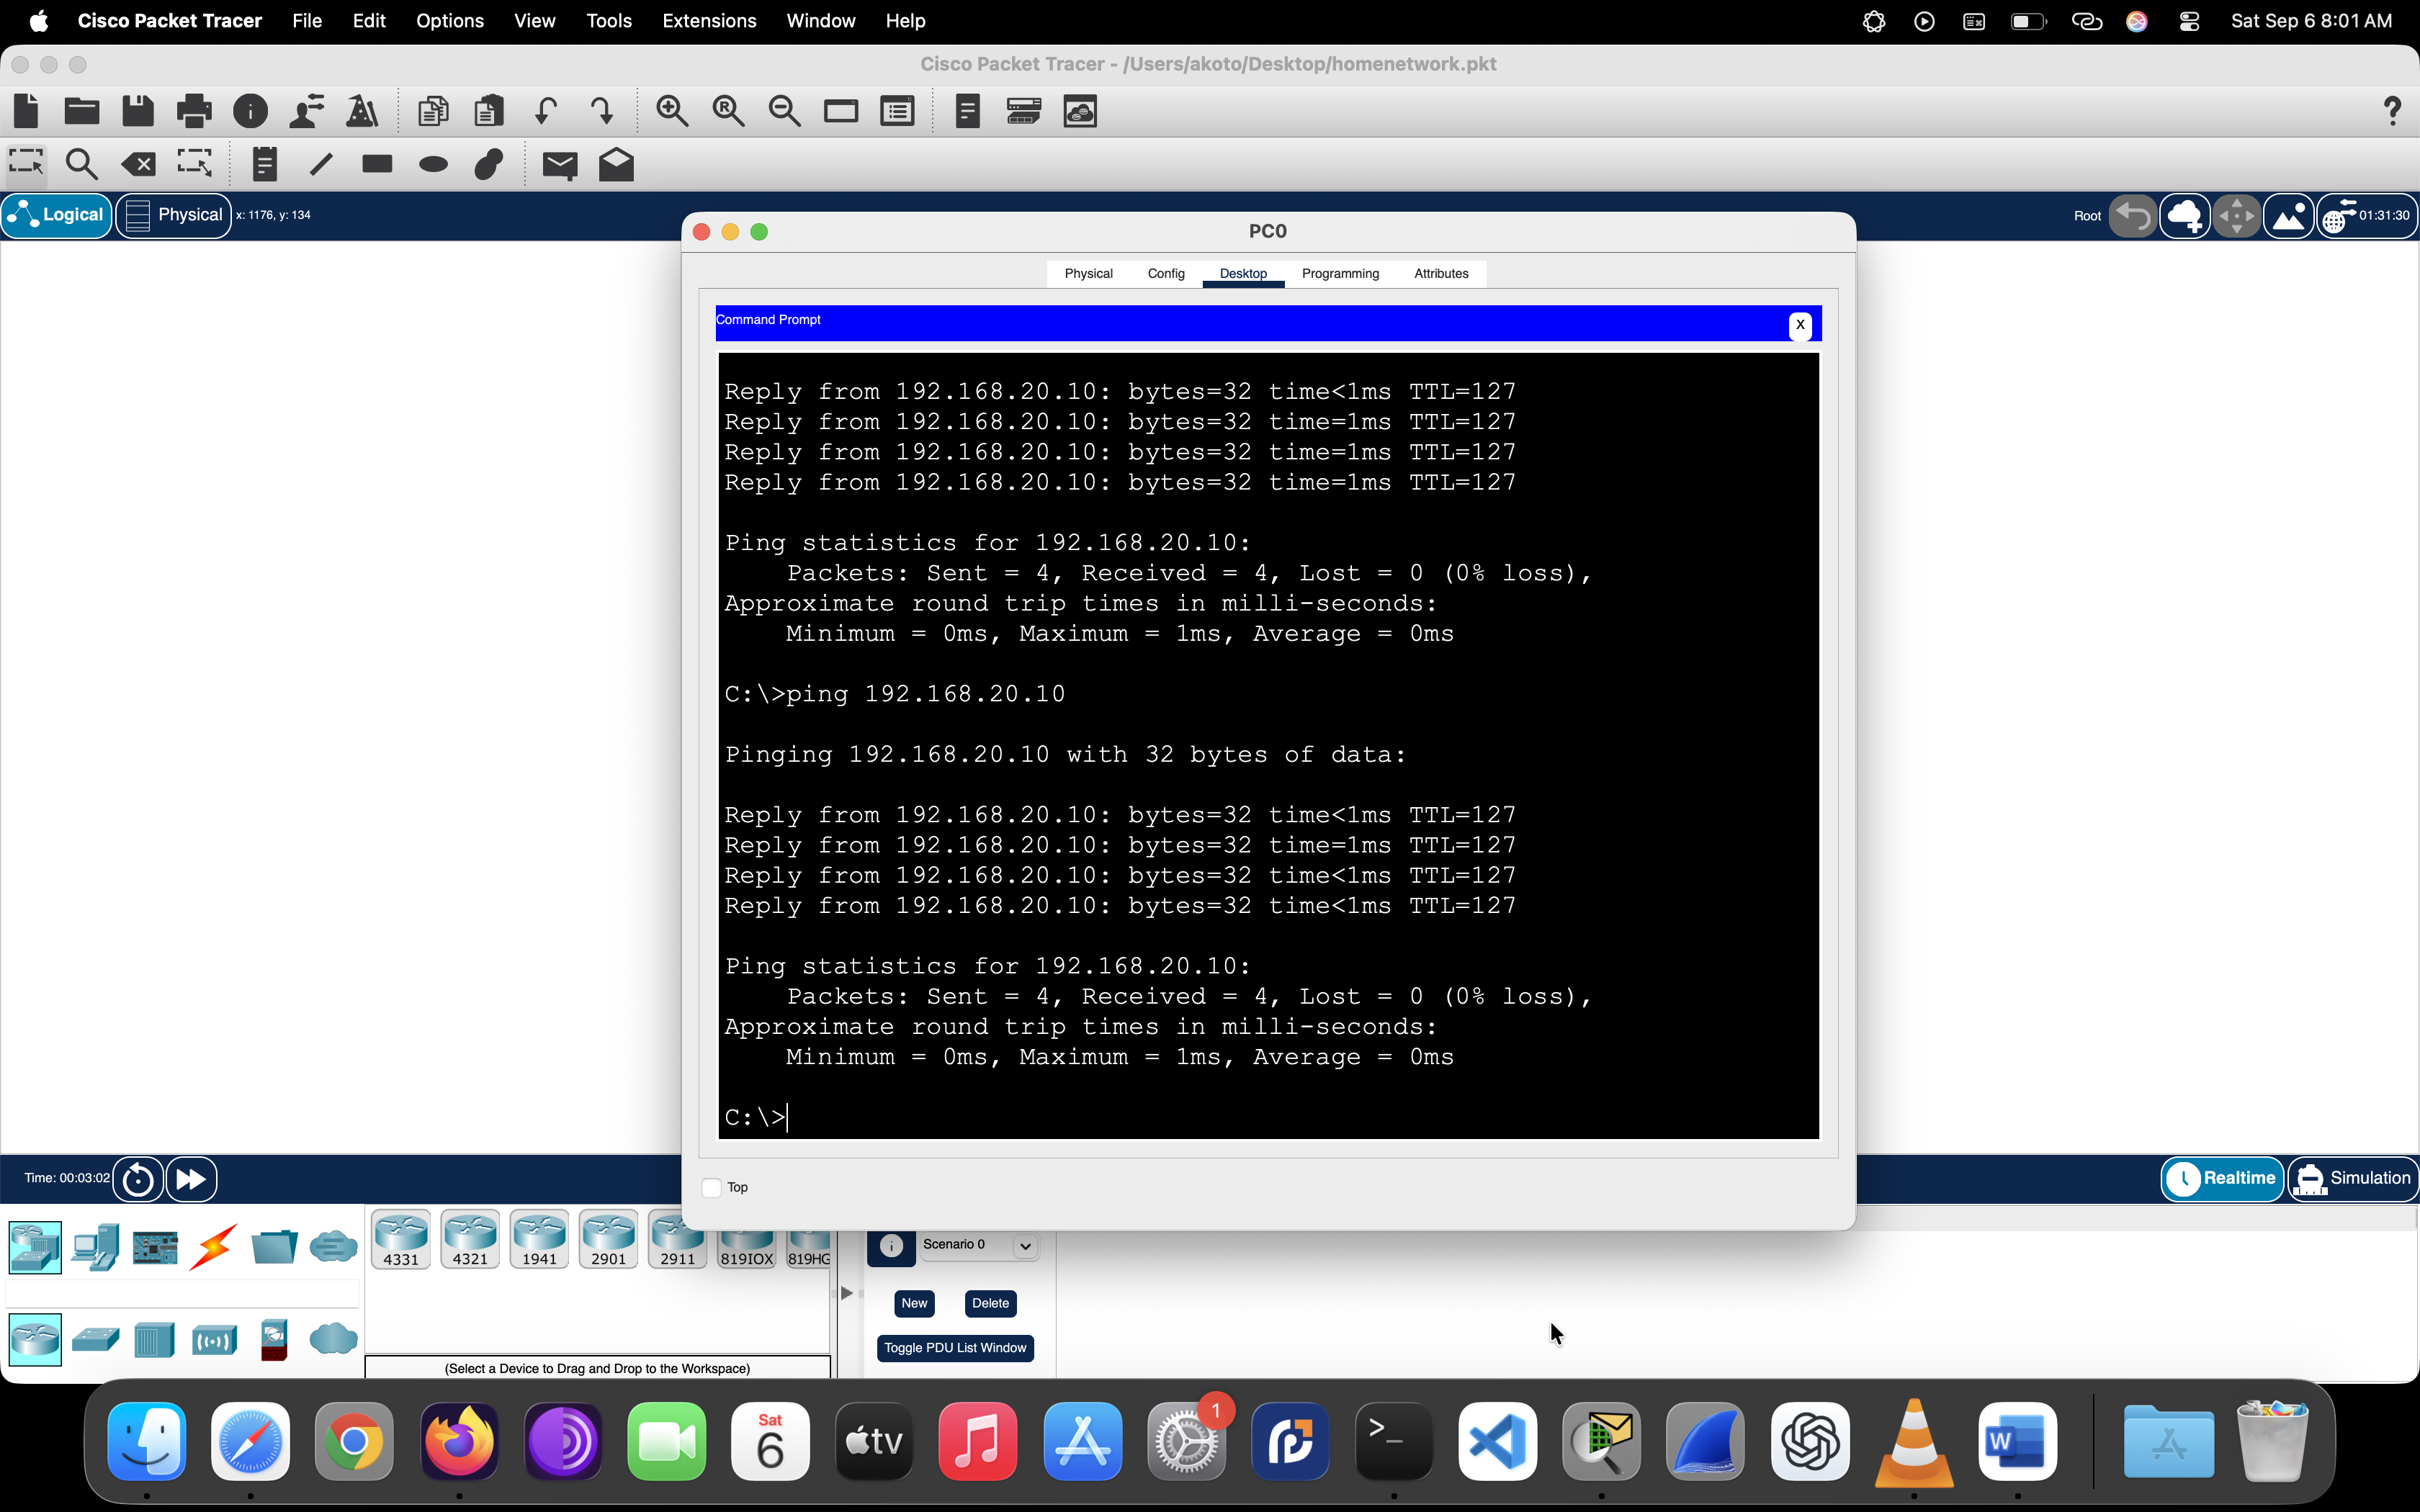 Cisco Packet Tracer File Edit Options View Tools Extensions Window Help Sat Sep 6 8:01 AM
Cisco Packet Tracer - /Users/akoto/Desktop/homenetwork.pkt
Logical Physical x: 1176, y: 134 Root 01:31:30
PC0
Physical Config Desktop Programming Attributes
Command Prompt X
Reply from 192.168.20.10: bytes=32 time<1ms TTL=127
Reply from 192.168.20.10: bytes=32 time=1ms TTL=127
Reply from 192.168.20.10: bytes=32 time=1ms TTL=127
Reply from 192.168.20.10: bytes=32 time=1ms TTL=127
Ping statistics for 192.168.20.10:
Packets: Sent = 4, Received = 4, Lost = 0 (0% loss),
Approximate round trip times in milli-seconds:
Minimum = 0ms, Maximum = 1ms, Average = 0ms
C:\>ping 192.168.20.10
Pinging 192.168.20.10 with 32 bytes of data:
Reply from 192.168.20.10: bytes=32 time<1ms TTL=127
Reply from 192.168.20.10: bytes=32 time=1ms TTL=127
Reply from 192.168.20.10: bytes=32 time<1ms TTL=127
Reply from 192.168.20.10: bytes=32 time<1ms TTL=127
Ping statistics for 192.168.20.10:
Packets: Sent = 4, Received = 4, Lost = 0 (0% loss),
Approximate round trip times in milli-seconds:
Minimum = 0ms, Maximum = 1ms, Average = 0ms
C:\>
Top
Time: 00:03:02 Realtime Simulation
4331 4321 1941 2901 2911 819IOX 819HG
Scenario 0
New Delete
Toggle PDU List Window
(Select a Device to Drag and Drop to the Workspace)
Sat
6
tv
1
>_
W